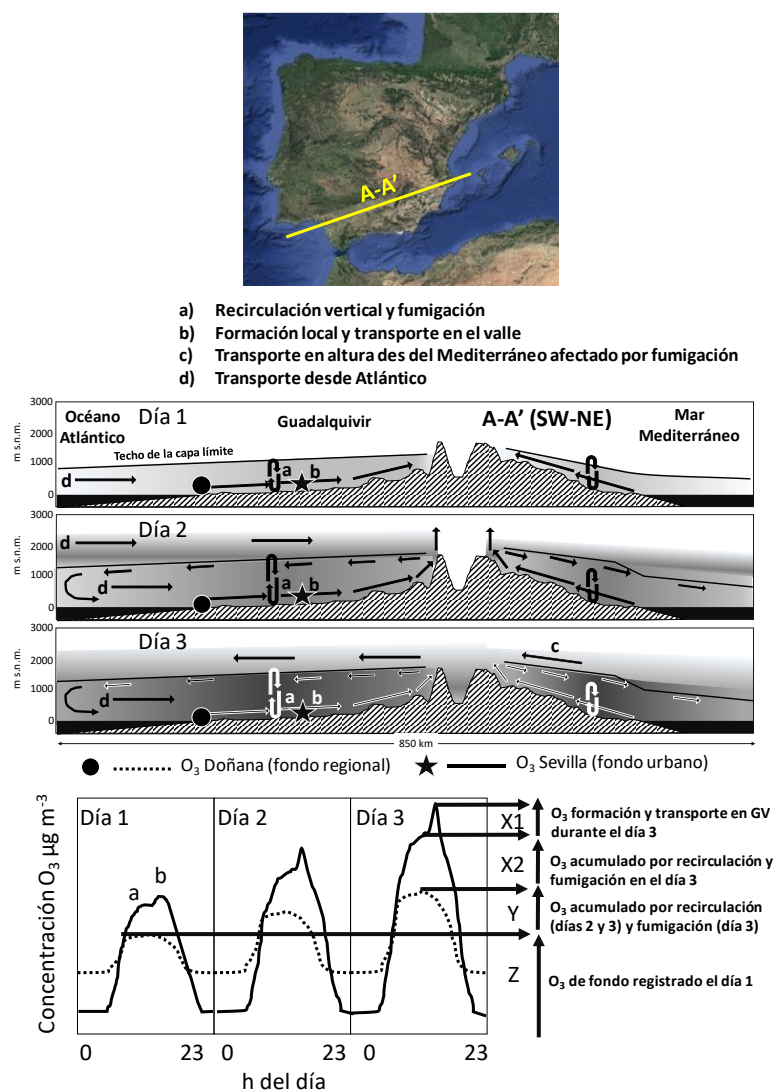 A-A’
a) Recirculación vertical y fumigación
b) Formación local y transporte en el valle
c) Transporte en altura des del Mediterráneo afectado por fumigación
d) Transporte desde Atlántico
m s.n.m.
3000
2000
1000
0
Océano
Atlántico
Día 1
Guadalquivir
A-A’ (SW-NE)
Mar
Mediterráneo
Techo de la capa límite
d
a
b
m s.n.m.
3000
2000
1000
0
Día 2
d
d
a
b
m s.n.m.
3000
2000
1000
0
Día 3
c
d
a
b
850 km
O3 Doñana (fondo regional)
O3 Sevilla (fondo urbano)
Concentración O3 µg m-3
Día 1
a
b
Día 2
Día 3
X1
O3 formación y transporte en GV
durante el día 3
X2
O3 acumulado por recirculación y
fumigación en el día 3
Y
O3 acumulado por recirculación
(días 2 y 3) y fumigación (día 3)
Z
O3 de fondo registrado el día 1
0 23 0 23 0 23
h del día